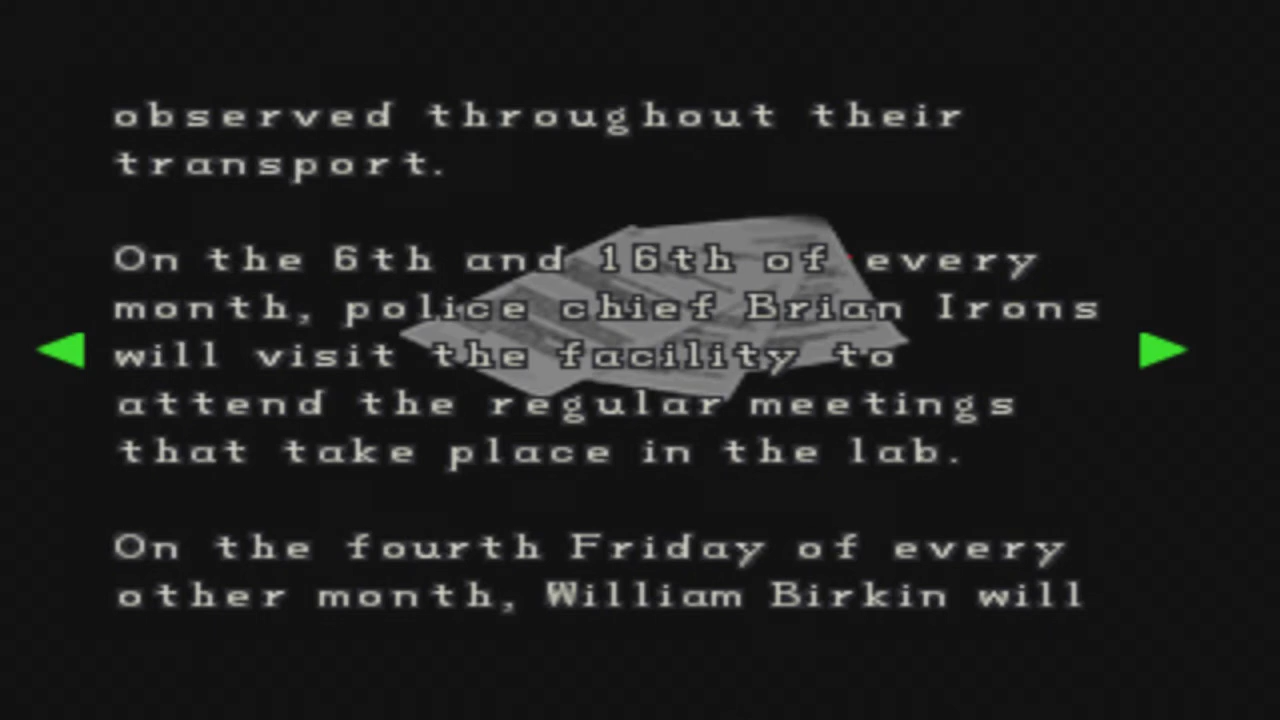 observed throughout their
transport.
On the 6th and 16th of every
month, police chief Brian Irons
will visit the facility to
attend the regular meetings
that take place in the lab.
On the fourth Friday of every
other month, William Birkin will